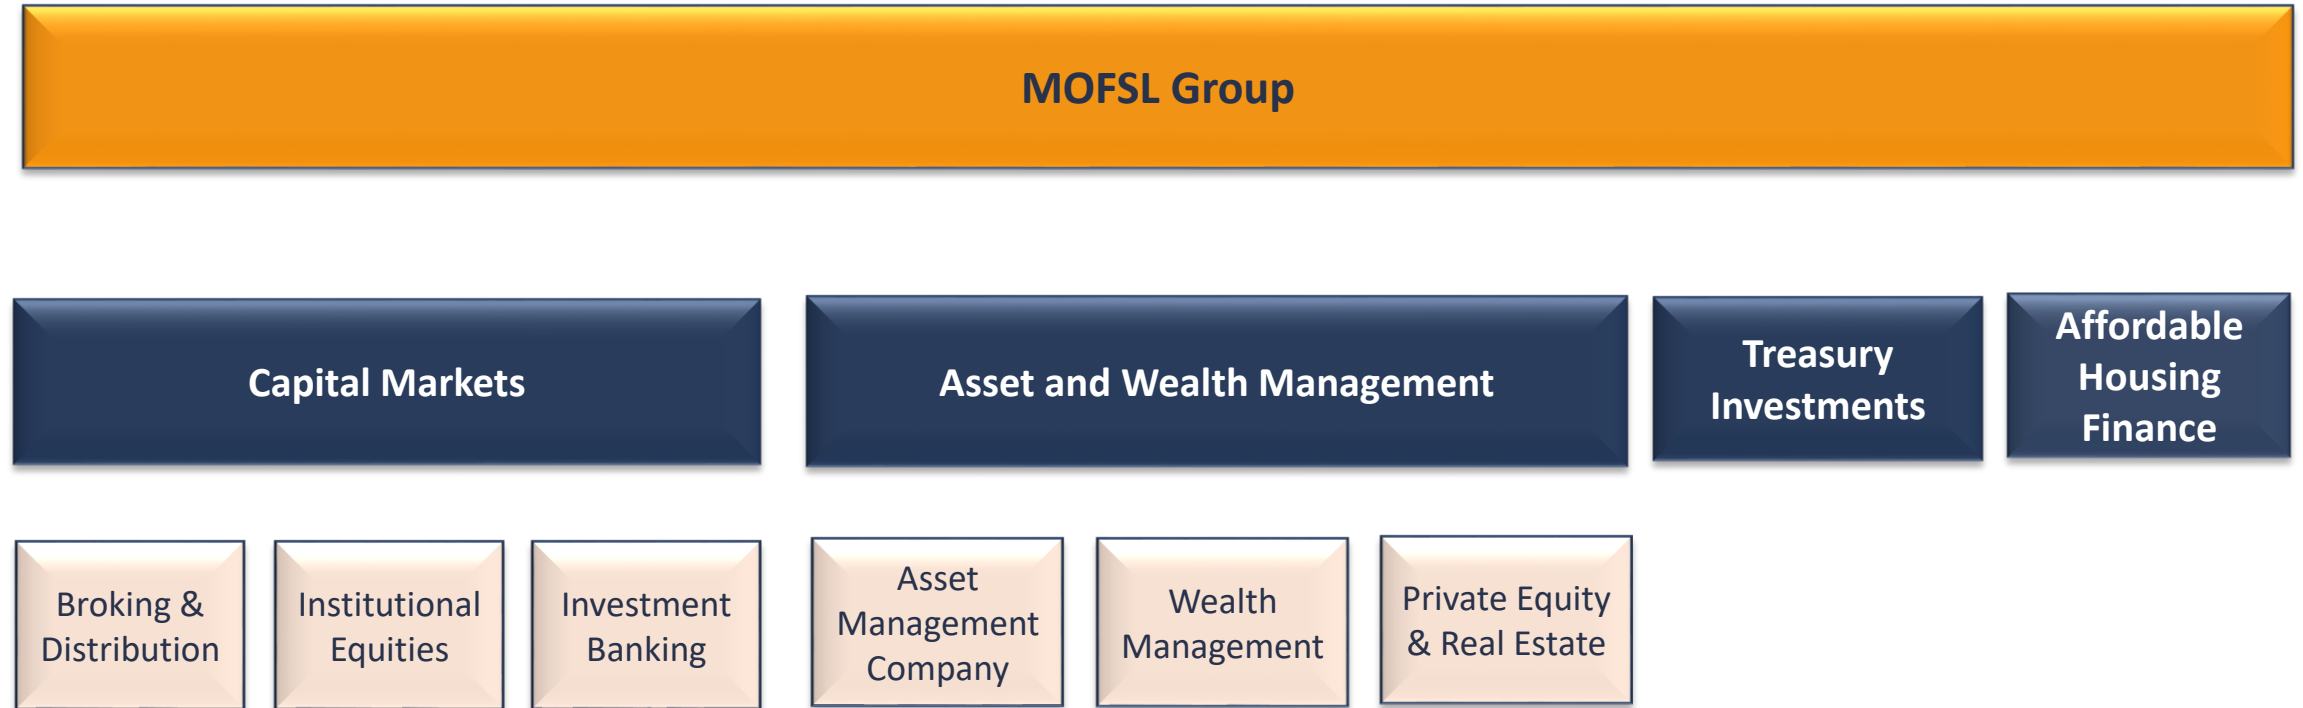 MOFSL Group
Capital Markets
Asset and Wealth Management
Treasury
Investments
Affordable
Housing
Finance
Broking &
Distribution
Institutional
Equities
Investment
Banking
Asset
Management
Company
Wealth
Management
Private Equity
& Real Estate